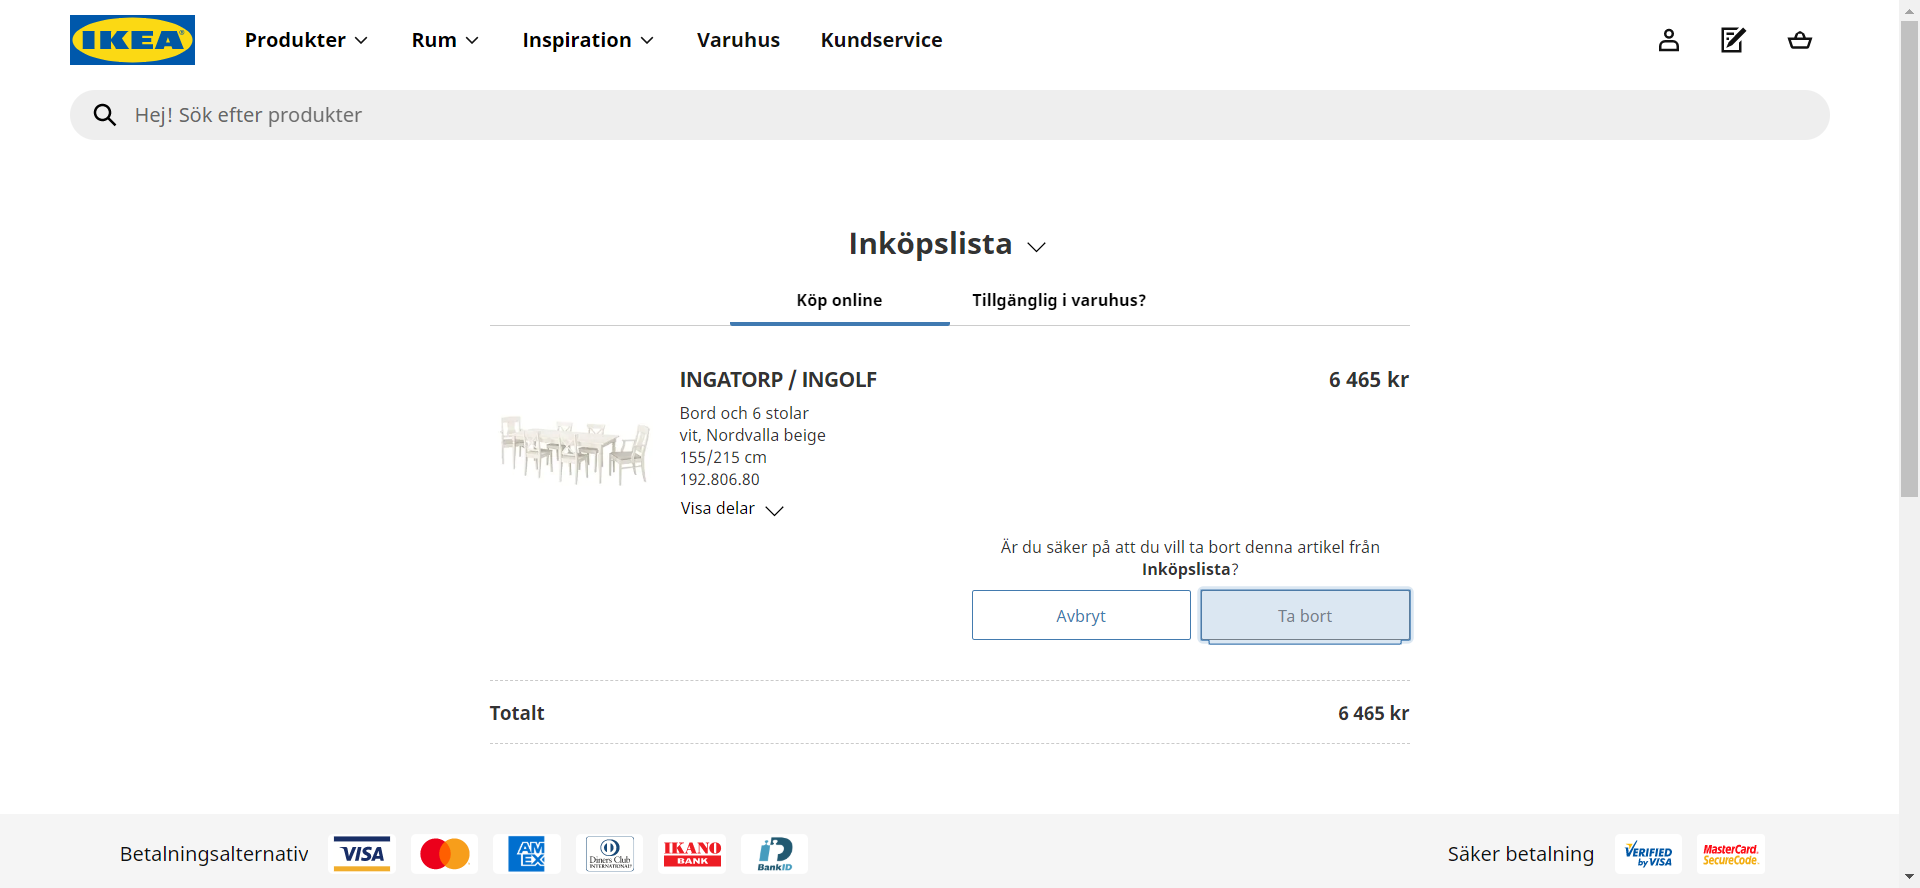 IKEA
Produkter
Rum
Inspiration
Varuhus
Kundservice
Hej! Sök efter produkter
Inköpslista
Köp online
Tillgänglig i varuhus?
INGATORP / INGOLF
6 465 kr
Bord och 6 stolar
vit, Nordvalla beige
155/215 cm
192.806.80
Visa delar
Är du säker på att du vill ta bort denna artikel från
Inköpslista?
Avbryt
Ta bort
Totalt
6 465 kr
Betalningsalternativ
VISA
AM
EX
Diners Club
INTERNATIONAL
IKANO
BANK
BankID
Säker betalning
VERIFIED
by VISA
MasterCard.
SecureCode.